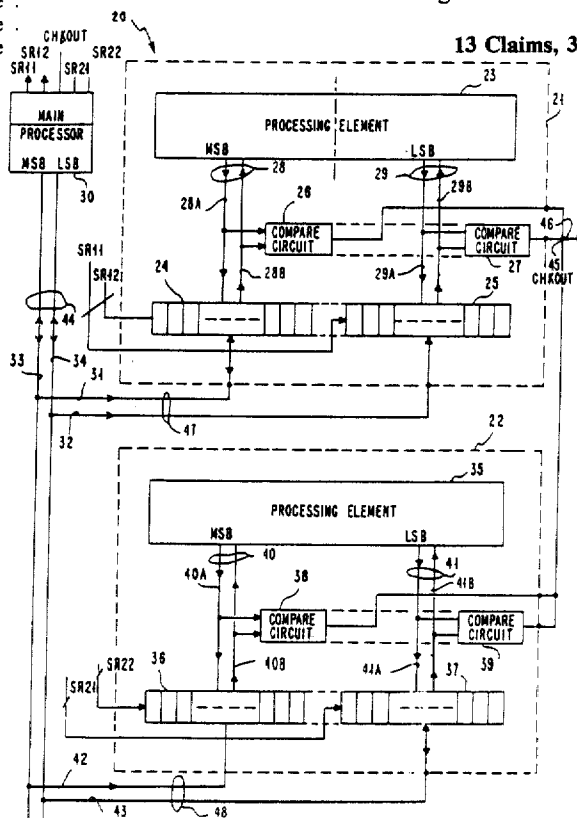 20
13 Claims, 3
CHKOUT
SR12 SR22
SR11 SR21
MAIN
PROCESSOR
MSB LSB
30
23
21
PROCESSING ELEMENT
MSB LSB
28 29
28A 29B
26
COMPARE
CIRCUIT
COMPARE
CIRCUIT
27
46
45
CHKOUT
SR11
SR12
28B 29A
24 25
44
33 34
31
32
47
22
35
PROCESSING ELEMENT
MSB LSB
40 41
40A 41B
38
COMPARE
CIRCUIT
COMPARE
CIRCUIT
39
SR22
SR21
40B 41A
36 37
42
43
48